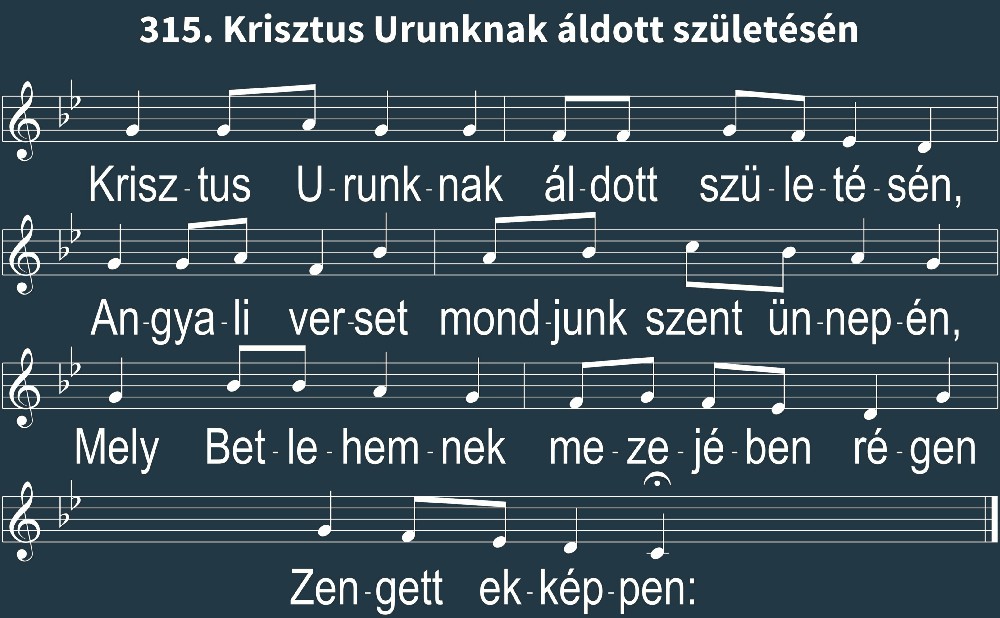 315. Krisztus Urunknak áldott születésén
Krisz-tus U-runk-nak ál-dott szü-le-té-sén,
An-gya-li ver-set mond-junk szent ün-nep-én,
Mely Bet-le-hem-nek me-ze-jé-ben ré-gen
Zen-gett ek-kép-pen: